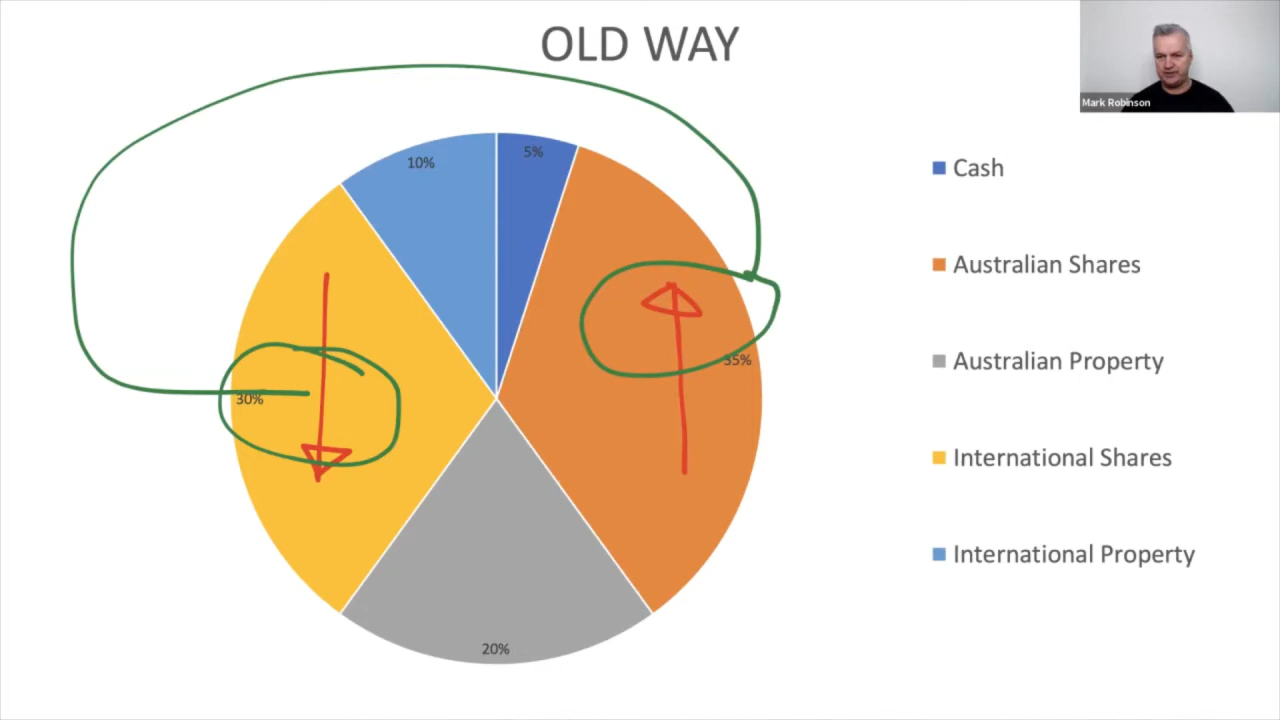 OLD WAY
Mark Robinson
10%
5%
35%
30%
20%
Cash
Australian Shares
Australian Property
International Shares
International Property